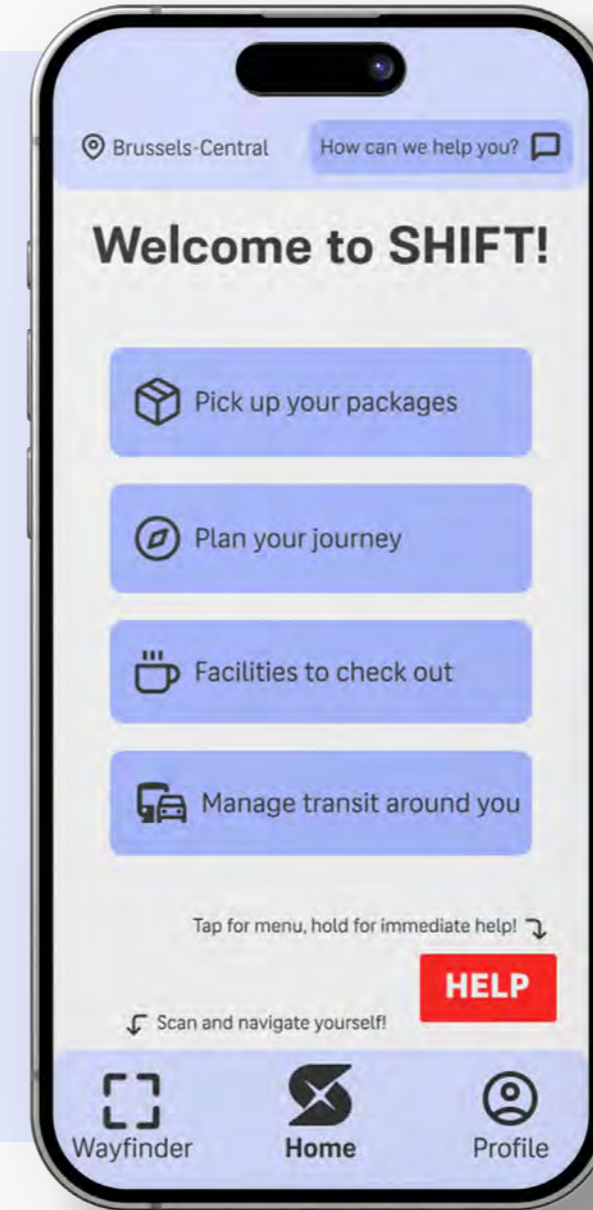 Brussels-Central
How can we help you?
Welcome to SHIFT!
Pick up your packages
Plan your journey
Facilities to check out
Manage transit around you
Tap for menu, hold for immediate help!
HELP
Scan and navigate yourself!
Wayfinder
Home
Profile